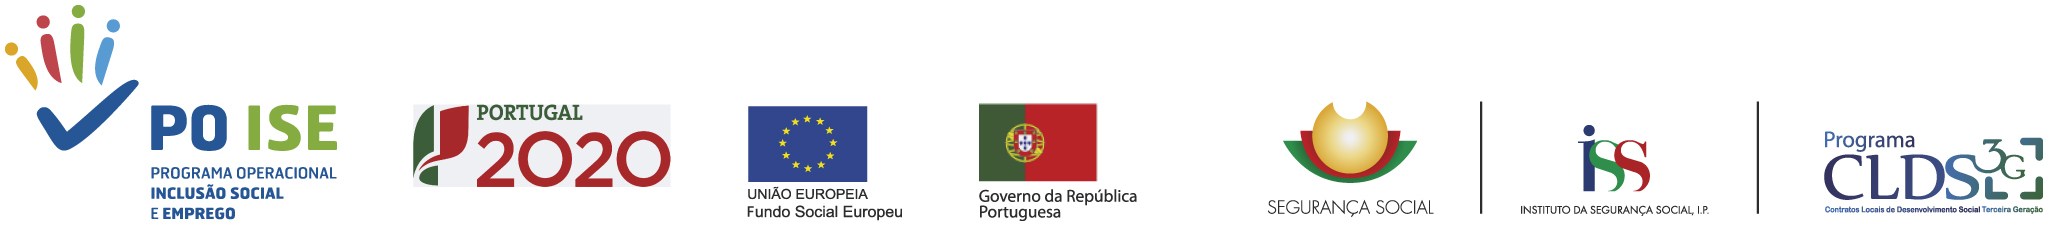 PO ISE
PROGRAMA OPERACIONAL
INCLUSÃO SOCIAL
E EMPREGO
PORTUGAL
2020
UNIÃO EUROPEIA
Fundo Social Europeu
Governo da República
Portuguesa
SEGURANÇA SOCIAL
iss
INSTITUTO DA SEGURANÇA SOCIAL, I.P.
Programa
CLDS 3G
Contratos Locais de Desenvolvimento Social Terceira Geração